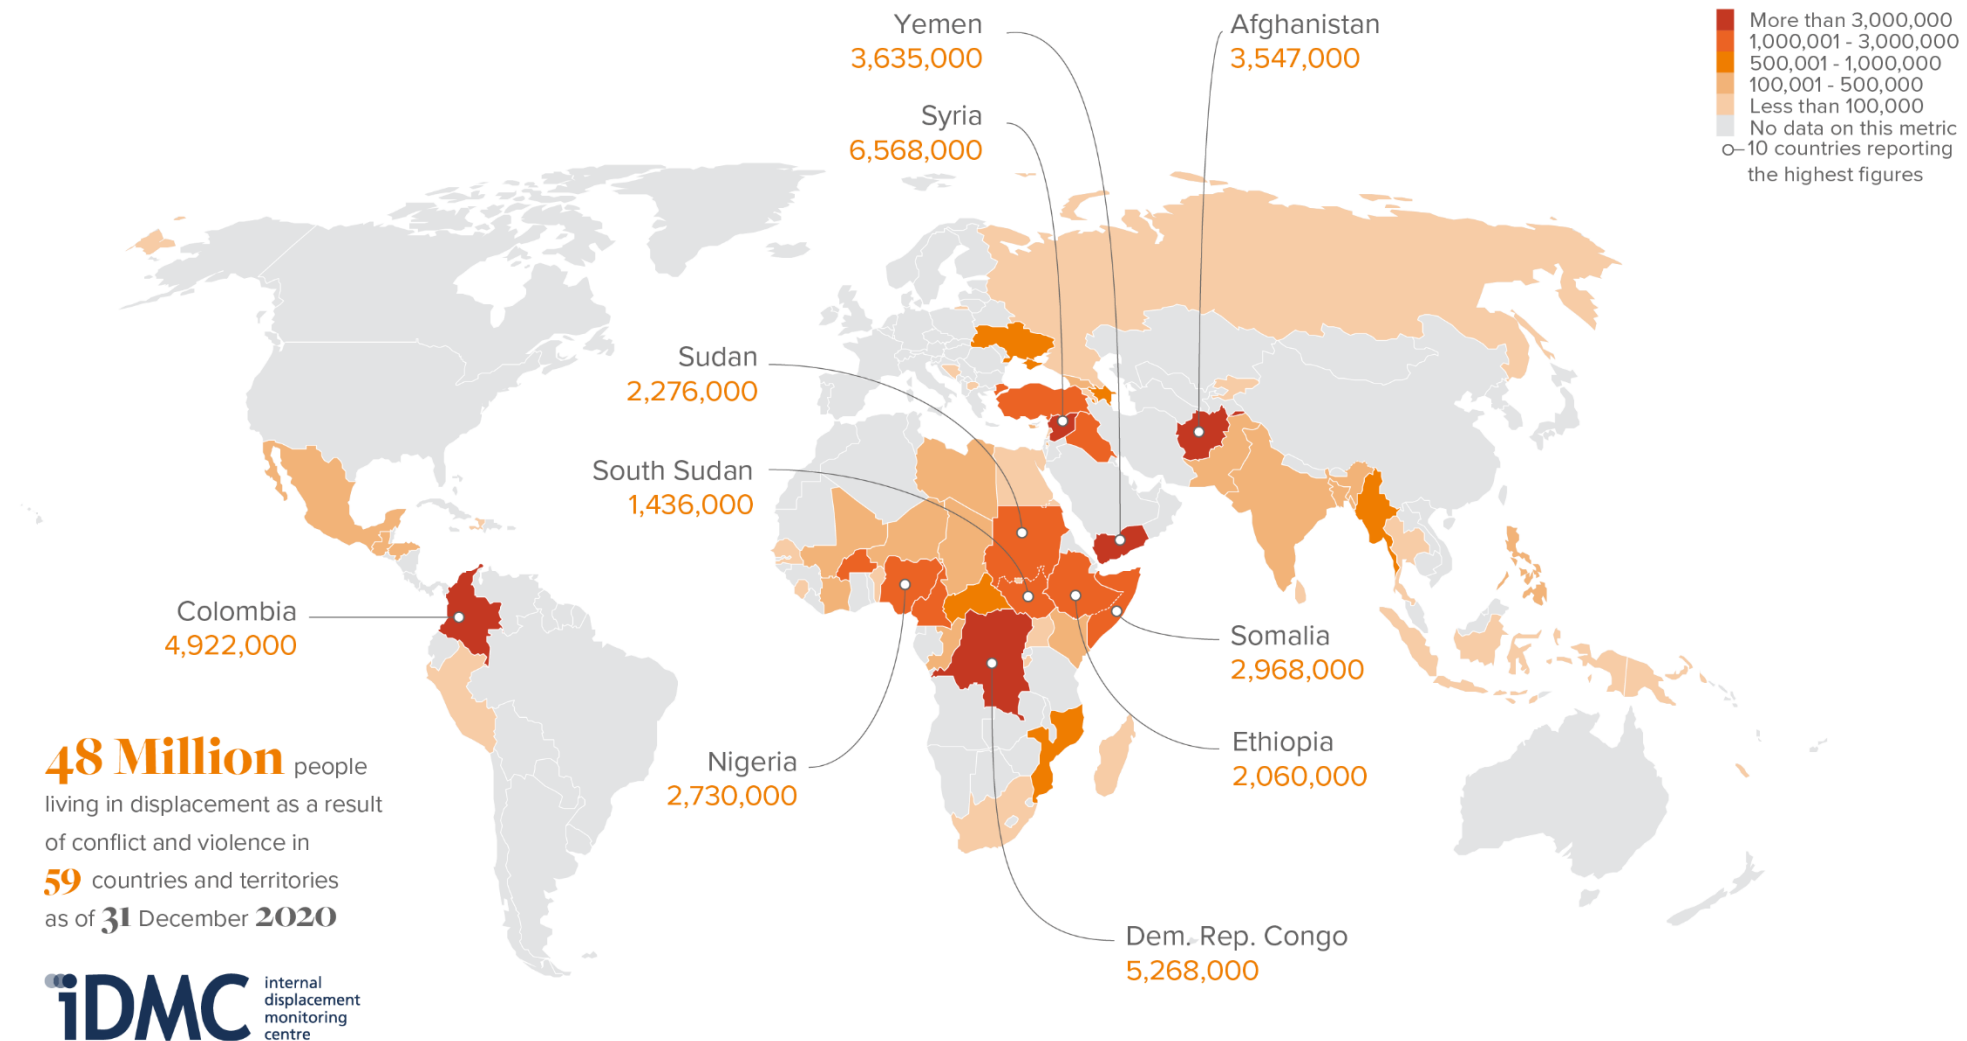 Yemen
3,635,000
Afghanistan
3,547,000
More than 3,000,000
1,000,001 - 3,000,000
500,001 - 1,000,000
100,001 - 500,000
Less than 100,000
No data on this metric
10 countries reporting
the highest figures
Syria
6,568,000
Sudan
2,276,000
South Sudan
1,436,000
Colombia
4,922,000
Somalia
2,968,000
Nigeria
2,730,000
Ethiopia
2,060,000
Dem. Rep. Congo
5,268,000
48 Million people
living in displacement as a result
of conflict and violence in
59 countries and territories
as of 31 December 2020
iDMC
internal
displacement
monitoring
centre